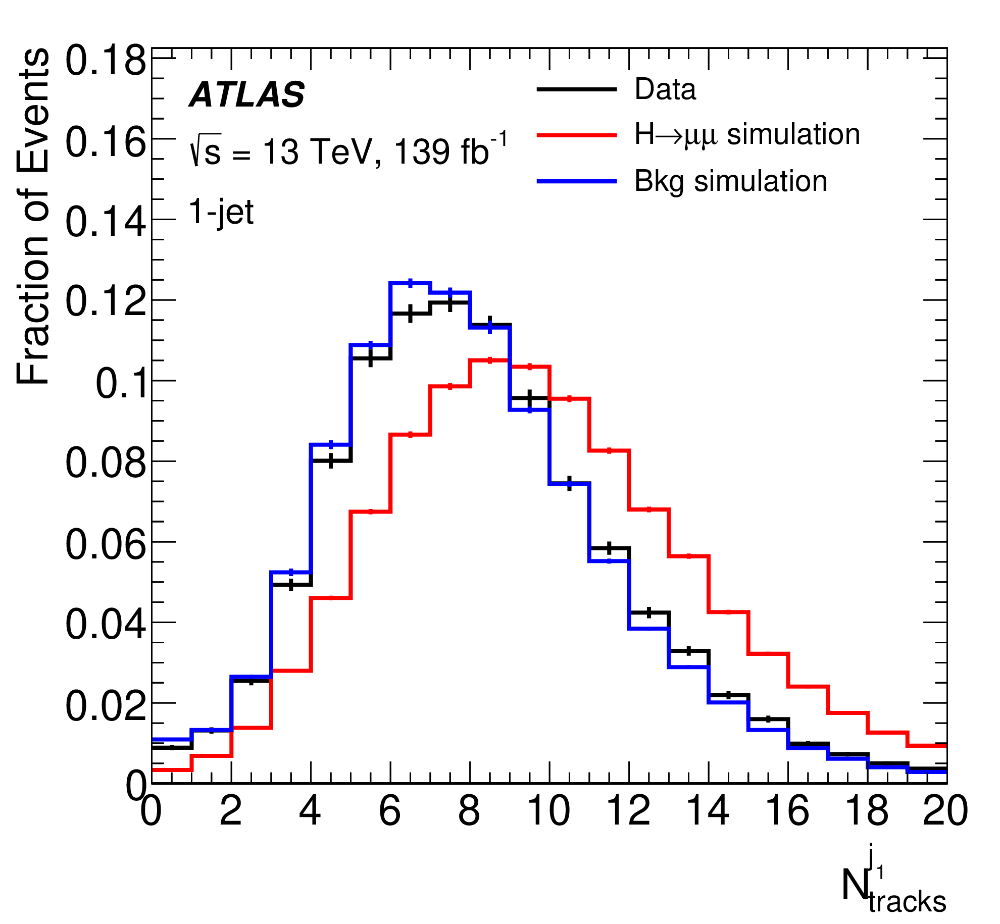 Fraction of Events
0.18
0.16
0.14
0.12
0.1
0.08
0.06
0.04
0.02
0
ATLAS
√s = 13 TeV, 139 fb⁻¹
1-jet
Data
H→μμ simulation
Bkg simulation
0 2 4 6 8 10 12 14 16 18 20
N^{j_1}_{tracks}